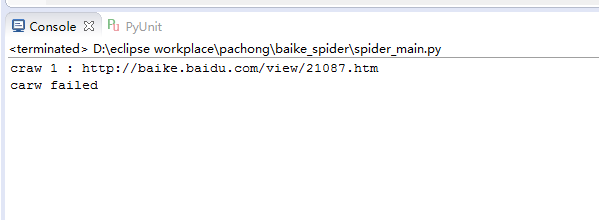 Console PyUnit
<terminated> D:\eclipse workplace\pachong\baike_spider\spider_main.py
craw 1 : http://baike.baidu.com/view/21087.htm
carw failed